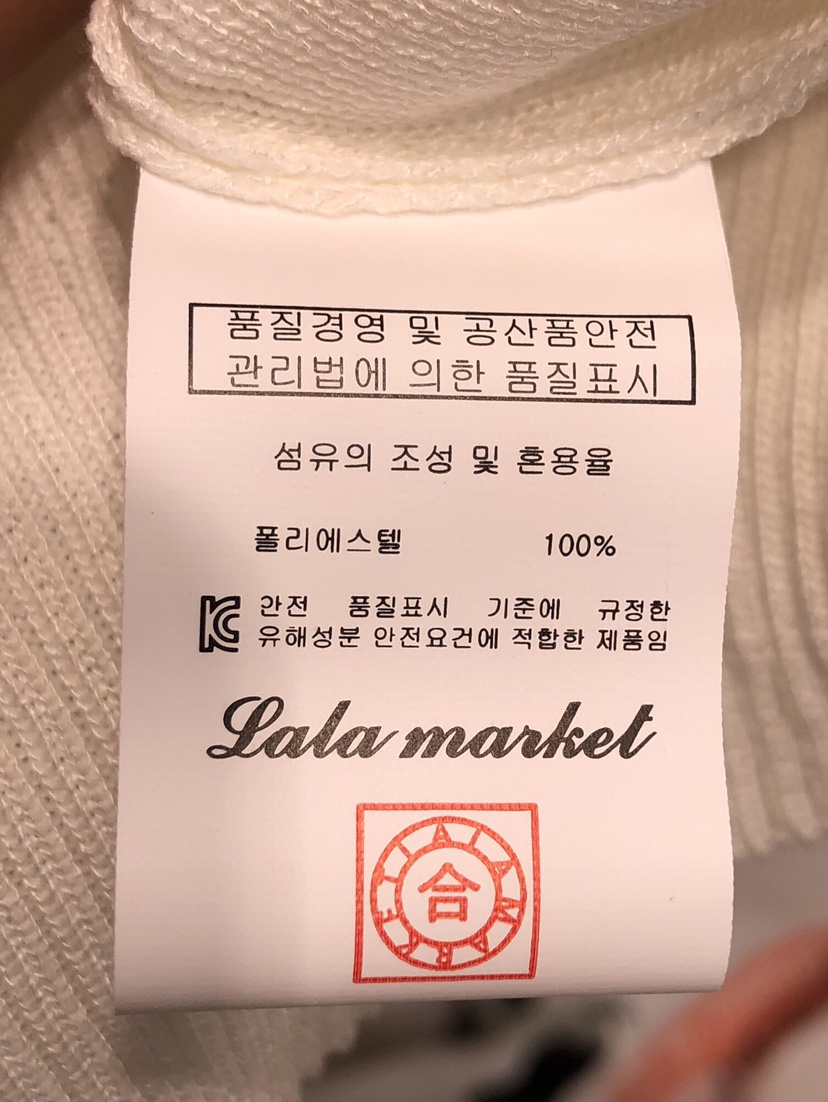 품질경영 및 공산품안전
관리법에 의한 품질표시
섬유의 조성 및 혼용율
폴리에스텔 100%
안전 품질표시 기준에 규정한
유해성분 안전요건에 적합한 제품임
Lala market
LALAMARKET
合